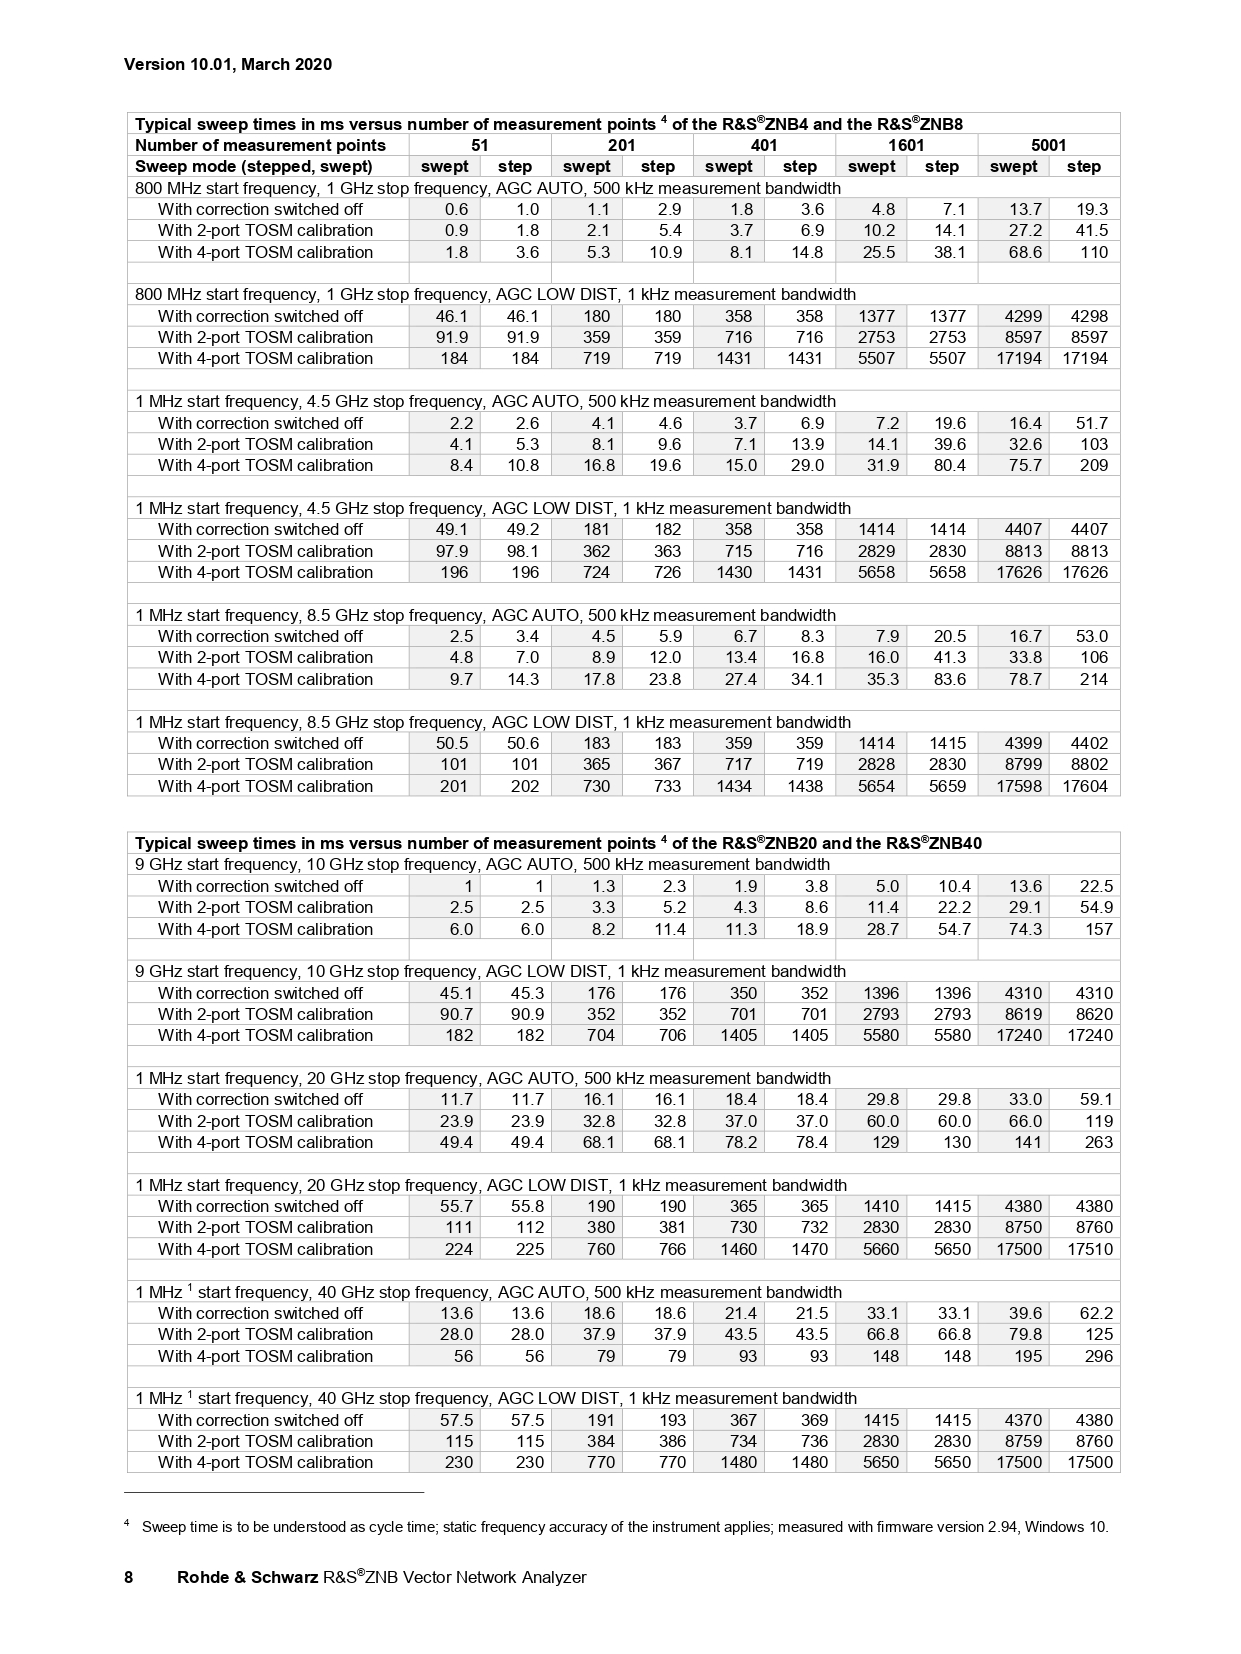 Version 10.01, March 2020
Typical sweep times in ms versus number of measurement points 4 of the R&S®ZNB4 and the R&S®ZNB8
Number of measurement points 51 201 401 1601 5001
Sweep mode (stepped, swept) swept step swept step swept step swept step swept step
800 MHz start frequency, 1 GHz stop frequency, AGC AUTO, 500 kHz measurement bandwidth
With correction switched off 0.6 1.0 1.1 2.9 1.8 3.6 4.8 7.1 13.7 19.3
With 2-port TOSM calibration 0.9 1.8 2.1 5.4 3.7 6.9 10.2 14.1 27.2 41.5
With 4-port TOSM calibration 1.8 3.6 5.3 10.9 8.1 14.8 25.5 38.1 68.6 110
800 MHz start frequency, 1 GHz stop frequency, AGC LOW DIST, 1 kHz measurement bandwidth
With correction switched off 46.1 46.1 180 180 358 358 1377 1377 4299 4298
With 2-port TOSM calibration 91.9 91.9 359 359 716 716 2753 2753 8597 8597
With 4-port TOSM calibration 184 184 719 719 1431 1431 5507 5507 17194 17194
1 MHz start frequency, 4.5 GHz stop frequency, AGC AUTO, 500 kHz measurement bandwidth
With correction switched off 2.2 2.6 4.1 4.6 3.7 6.9 7.2 19.6 16.4 51.7
With 2-port TOSM calibration 4.1 5.3 8.1 9.6 7.1 13.9 14.1 39.6 32.6 103
With 4-port TOSM calibration 8.4 10.8 16.8 19.6 15.0 29.0 31.9 80.4 75.7 209
1 MHz start frequency, 4.5 GHz stop frequency, AGC LOW DIST, 1 kHz measurement bandwidth
With correction switched off 49.1 49.2 181 182 358 358 1414 1414 4407 4407
With 2-port TOSM calibration 97.9 98.1 362 363 715 716 2829 2830 8813 8813
With 4-port TOSM calibration 196 196 724 726 1430 1431 5658 5658 17626 17626
1 MHz start frequency, 8.5 GHz stop frequency, AGC AUTO, 500 kHz measurement bandwidth
With correction switched off 2.5 3.4 4.5 5.9 6.7 8.3 7.9 20.5 16.7 53.0
With 2-port TOSM calibration 4.8 7.0 8.9 12.0 13.4 16.8 16.0 41.3 33.8 106
With 4-port TOSM calibration 9.7 14.3 17.8 23.8 27.4 34.1 35.3 83.6 78.7 214
1 MHz start frequency, 8.5 GHz stop frequency, AGC LOW DIST, 1 kHz measurement bandwidth
With correction switched off 50.5 50.6 183 183 359 359 1414 1415 4399 4402
With 2-port TOSM calibration 101 101 365 367 717 719 2828 2830 8799 8802
With 4-port TOSM calibration 201 202 730 733 1434 1438 5654 5659 17598 17604
Typical sweep times in ms versus number of measurement points 4 of the R&S®ZNB20 and the R&S®ZNB40
9 GHz start frequency, 10 GHz stop frequency, AGC AUTO, 500 kHz measurement bandwidth
With correction switched off 1 1 1.3 2.3 1.9 3.8 5.0 10.4 13.6 22.5
With 2-port TOSM calibration 2.5 2.5 3.3 5.2 4.3 8.6 11.4 22.2 29.1 54.9
With 4-port TOSM calibration 6.0 6.0 8.2 11.4 11.3 18.9 28.7 54.7 74.3 157
9 GHz start frequency, 10 GHz stop frequency, AGC LOW DIST, 1 kHz measurement bandwidth
With correction switched off 45.1 45.3 176 176 350 352 1396 1396 4310 4310
With 2-port TOSM calibration 90.7 90.9 352 352 701 701 2793 2793 8619 8620
With 4-port TOSM calibration 182 182 704 706 1405 1405 5580 5580 17240 17240
1 MHz start frequency, 20 GHz stop frequency, AGC AUTO, 500 kHz measurement bandwidth
With correction switched off 11.7 11.7 16.1 16.1 18.4 18.4 29.8 29.8 33.0 59.1
With 2-port TOSM calibration 23.9 23.9 32.8 32.8 37.0 37.0 60.0 60.0 66.0 119
With 4-port TOSM calibration 49.4 49.4 68.1 68.1 78.2 78.4 129 130 141 263
1 MHz start frequency, 20 GHz stop frequency, AGC LOW DIST, 1 kHz measurement bandwidth
With correction switched off 55.7 55.8 190 190 365 365 1410 1415 4380 4380
With 2-port TOSM calibration 111 112 380 381 730 732 2830 2830 8750 8760
With 4-port TOSM calibration 224 225 760 766 1460 1470 5660 5650 17500 17510
1 MHz 1 start frequency, 40 GHz stop frequency, AGC AUTO, 500 kHz measurement bandwidth
With correction switched off 13.6 13.6 18.6 18.6 21.4 21.5 33.1 33.1 39.6 62.2
With 2-port TOSM calibration 28.0 28.0 37.9 37.9 43.5 43.5 66.8 66.8 79.8 125
With 4-port TOSM calibration 56 56 79 79 93 93 148 148 195 296
1 MHz 1 start frequency, 40 GHz stop frequency, AGC LOW DIST, 1 kHz measurement bandwidth
With correction switched off 57.5 57.5 191 193 367 369 1415 1415 4370 4380
With 2-port TOSM calibration 115 115 384 386 734 736 2830 2830 8759 8760
With 4-port TOSM calibration 230 230 770 770 1480 1480 5650 5650 17500 17500
4 Sweep time is to be understood as cycle time; static frequency accuracy of the instrument applies; measured with firmware version 2.94, Windows 10.
8 Rohde & Schwarz R&S®ZNB Vector Network Analyzer